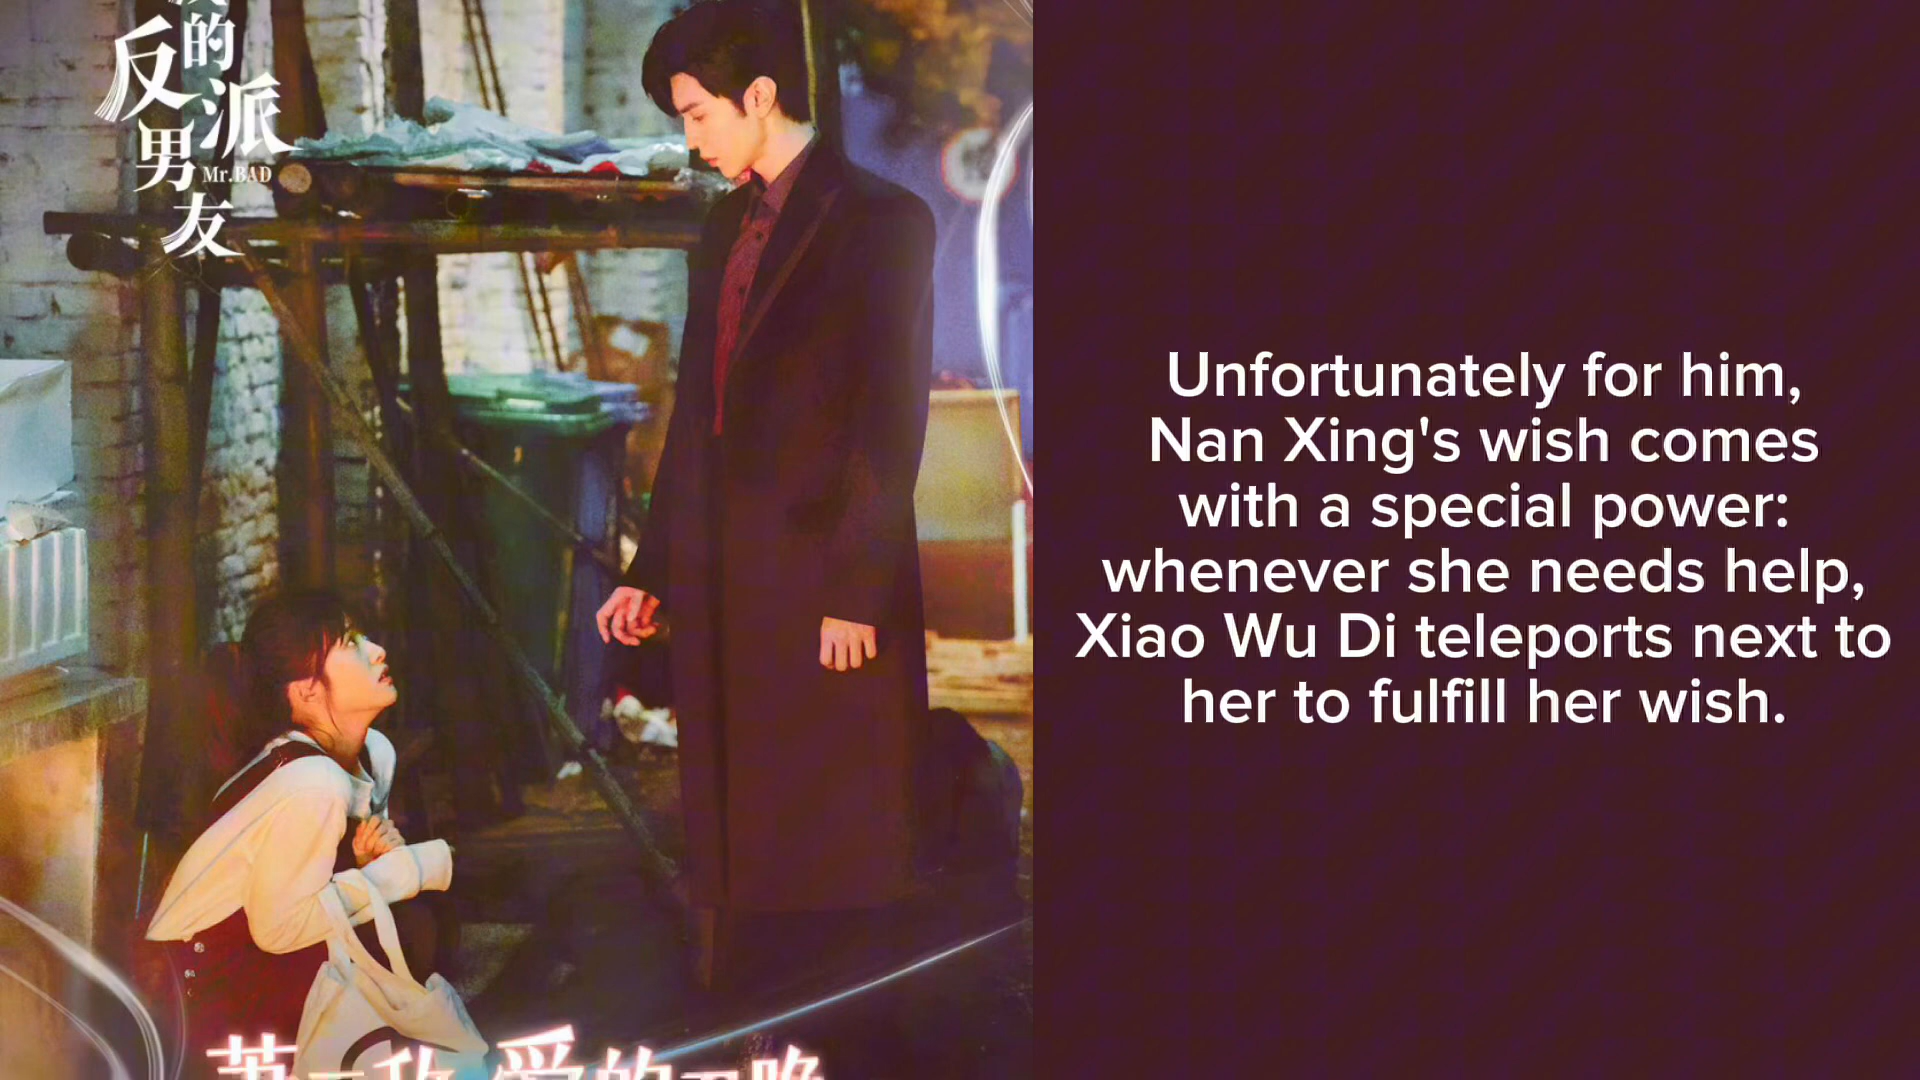 我的
反派
男友
Mr.BAD
Unfortunately for him,
Nan Xing's wish comes
with a special power:
whenever she needs help,
Xiao Wu Di teleports next to
her to fulfill her wish.